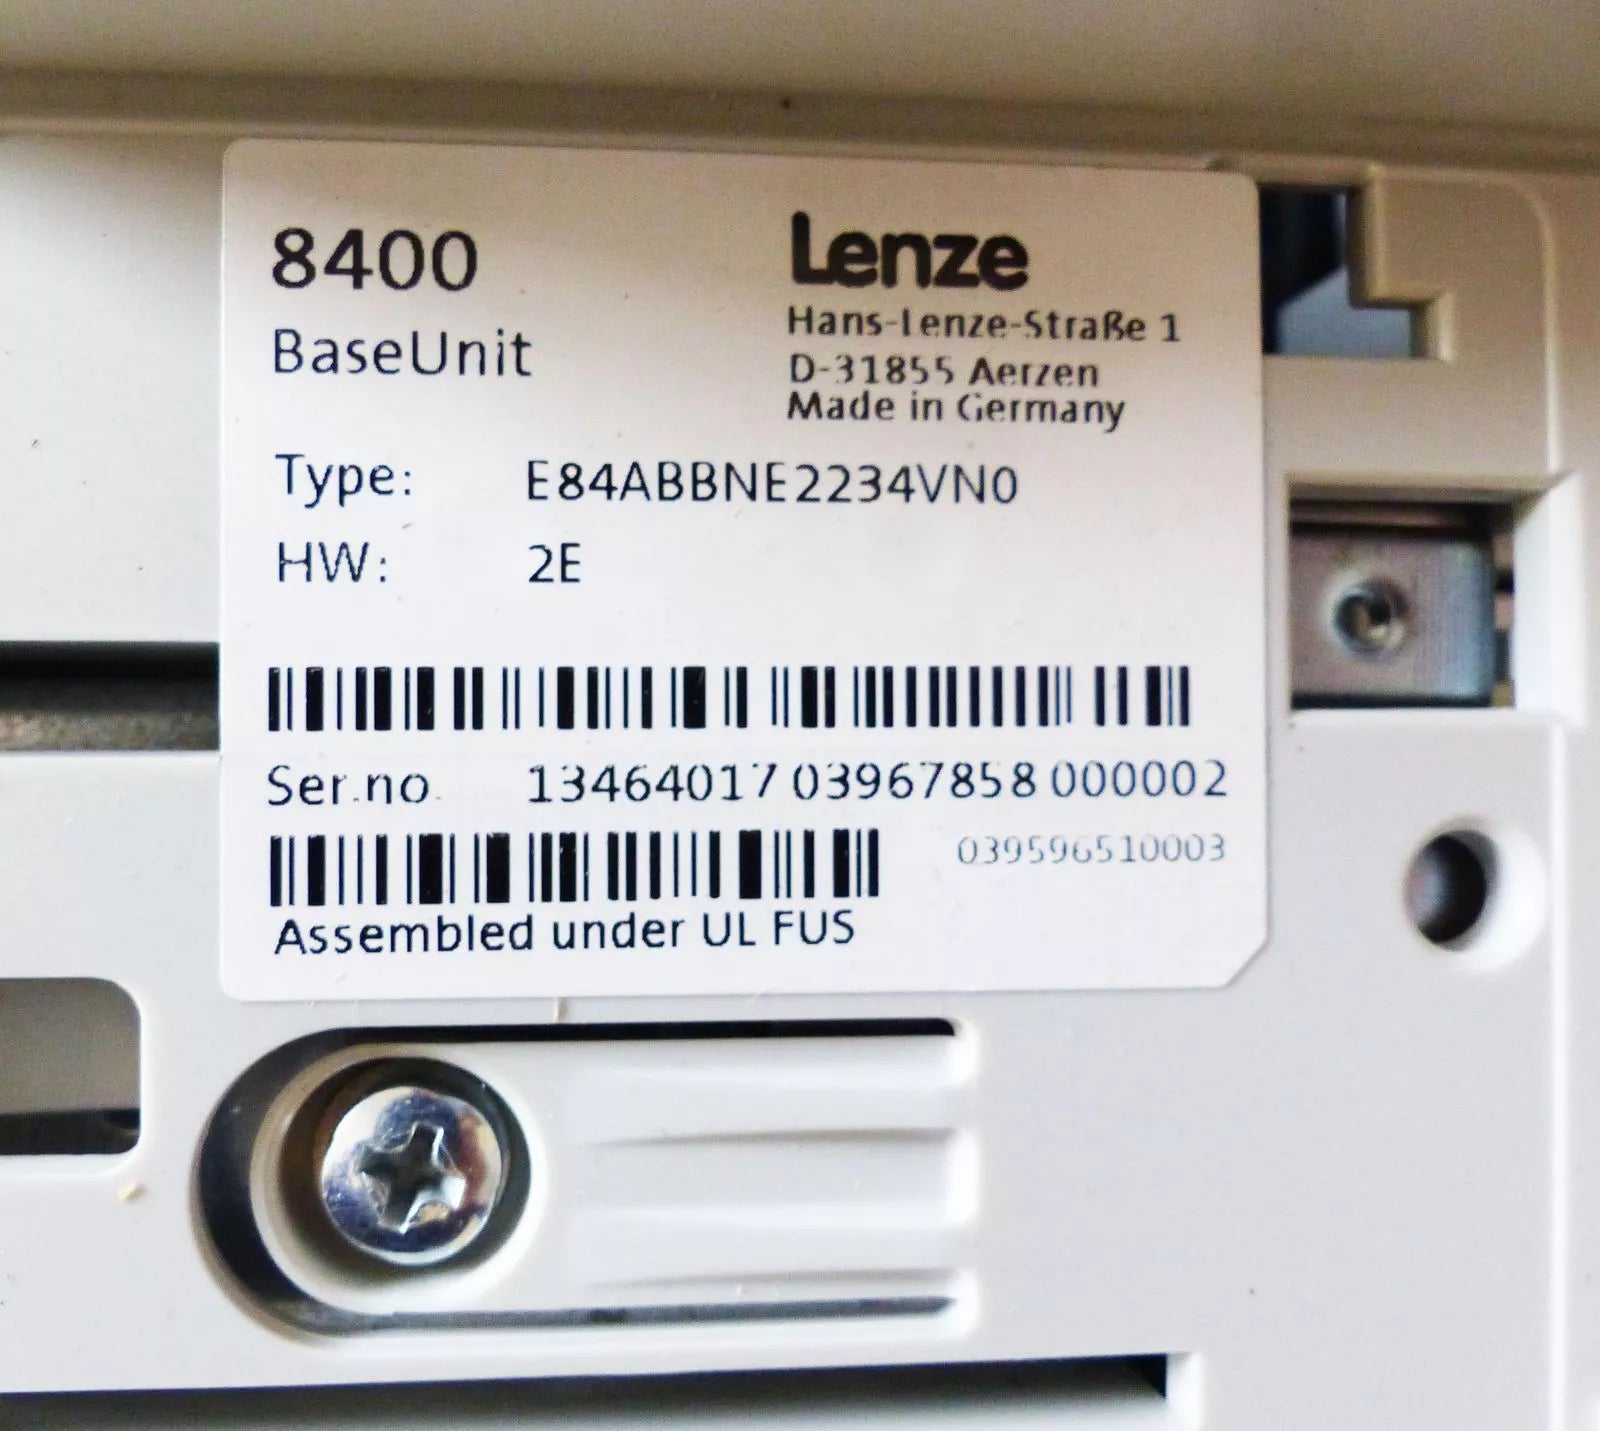 8400
BaseUnit
Lenze
Hans-Lenze-Straße 1
D-31855 Aerzen
Made in Germany
Type: E84ABBNE2234VN0
HW: 2E
Ser.no. 13464017 03967858 000002
039596510003
Assembled under UL FUS